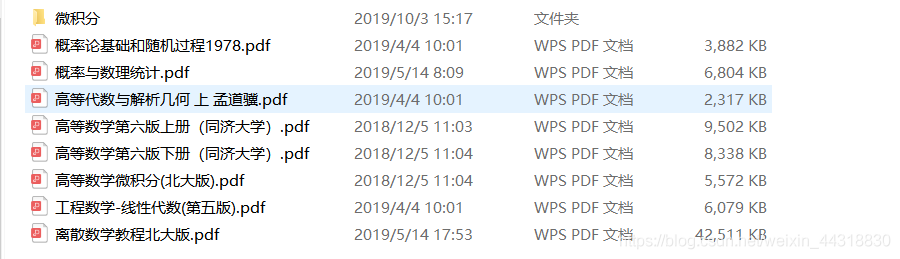 微积分 2019/10/3 15:17 文件夹
概率论基础和随机过程1978.pdf 2019/4/4 10:01 WPS PDF 文档 3,882 KB
概率与数理统计.pdf 2019/5/14 8:09 WPS PDF 文档 6,804 KB
高等代数与解析几何 上 孟道骥.pdf 2019/4/4 10:01 WPS PDF 文档 2,317 KB
高等数学第六版上册（同济大学）.pdf 2018/12/5 11:03 WPS PDF 文档 9,502 KB
高等数学第六版下册（同济大学）.pdf 2018/12/5 11:04 WPS PDF 文档 8,338 KB
高等数学微积分(北大版).pdf 2018/12/5 11:04 WPS PDF 文档 5,572 KB
工程数学-线性代数(第五版).pdf 2019/4/4 10:01 WPS PDF 文档 6,079 KB
离散数学教程北大版.pdf 2019/5/14 17:53 WPS PDF 文档 42,511 KB
https://blog.csdn.net/weixin_44318830